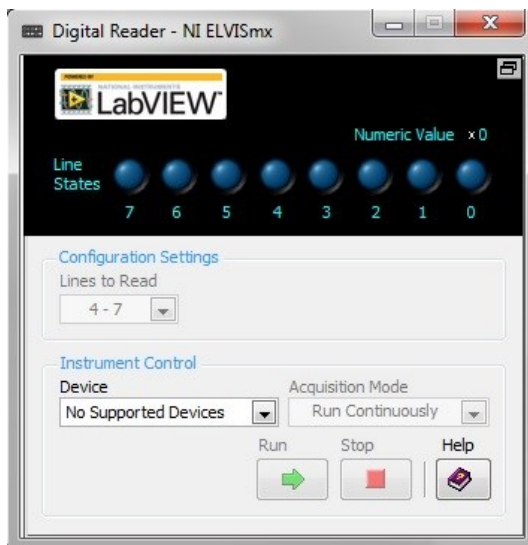 Digital Reader - NI ELVISmx
POWERED BY
NATIONAL INSTRUMENTS
LabVIEW™
Numeric Value x 0
Line
States
7 6 5 4 3 2 1 0
Configuration Settings
Lines to Read
4 - 7
Instrument Control
Device Acquisition Mode
No Supported Devices Run Continuously
Run Stop Help